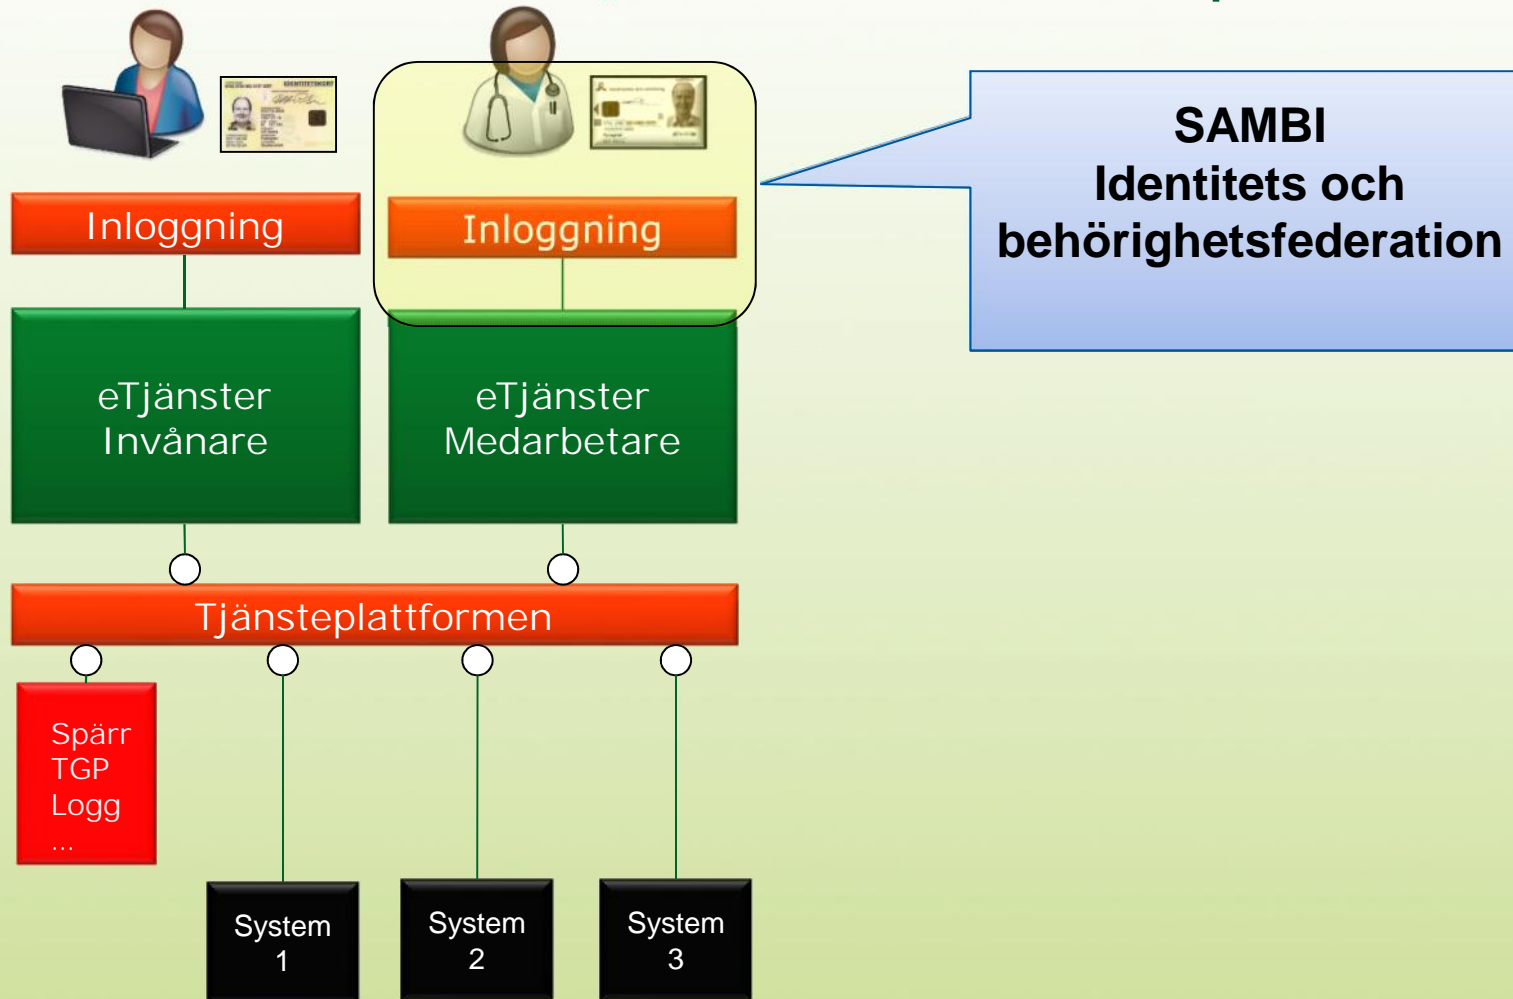 SAMBI
Identitets och
behörighetsfederation
Inloggning
Inloggning
eTjänster
Invånare
eTjänster
Medarbetare
Tjänsteplattformen
Spärr
TGP
Logg
...
System
1
System
2
System
3